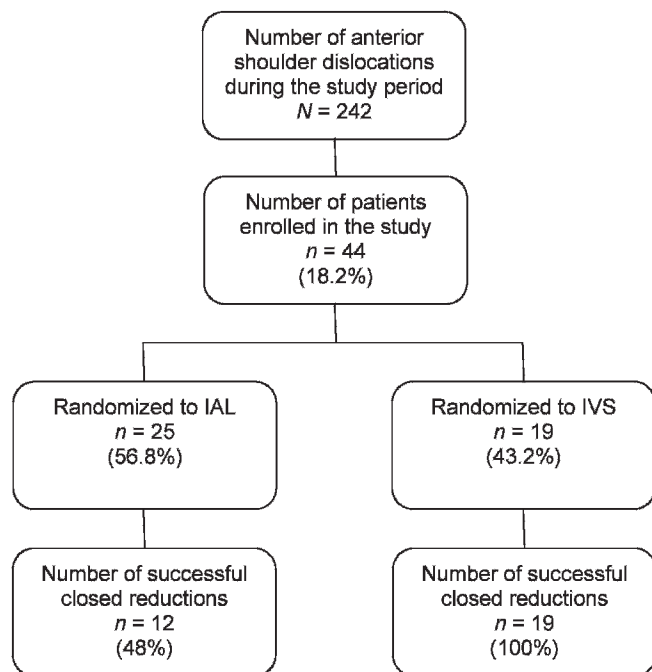 Number of anterior
shoulder dislocations
during the study period
N = 242
Number of patients
enrolled in the study
n = 44
(18.2%)
Randomized to IAL
n = 25
(56.8%)
Randomized to IVS
n = 19
(43.2%)
Number of successful
closed reductions
n = 12
(48%)
Number of successful
closed reductions
n = 19
(100%)